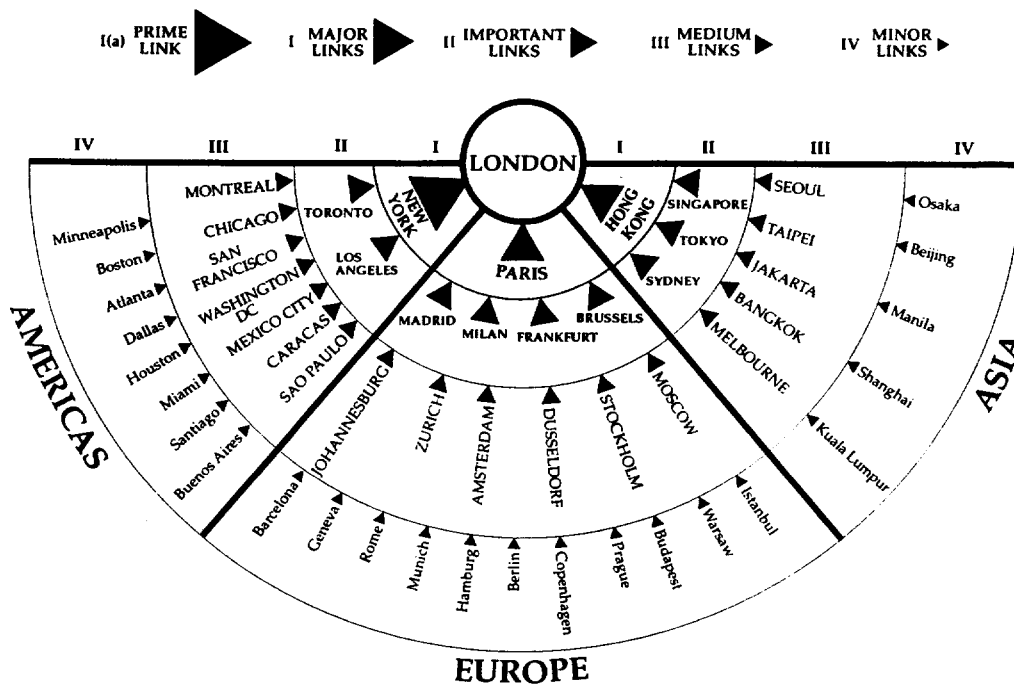 I(a) PRIME
LINK
I MAJOR
LINKS
II IMPORTANT
LINKS
III MEDIUM
LINKS
IV MINOR
LINKS
IV III II I LONDON I II III IV
NEW
YORK
TORONTO
LOS
ANGELES
MONTREAL
CHICAGO
SAN
FRANCISCO
WASHINGTON
DC
MEXICO CITY
CARACAS
SAO PAULO
Minneapolis
Boston
Atlanta
Dallas
Houston
Miami
Santiago
Buenos Aires
AMERICAS
PARIS
MADRID
MILAN
FRANKFURT
BRUSSELS
JOHANNESBURG
ZURICH
AMSTERDAM
DUSSELDORF
STOCKHOLM
MOSCOW
Barcelona
Geneva
Rome
Munich
Hamburg
Berlin
Copenhagen
Prague
Budapest
Warsaw
Istanbul
EUROPE
HONG
KONG
SINGAPORE
TOKYO
SYDNEY
SEOUL
TAIPEI
JAKARTA
BANGKOK
MELBOURNE
Osaka
Beijing
Manila
Shanghai
Kuala Lumpur
ASIA